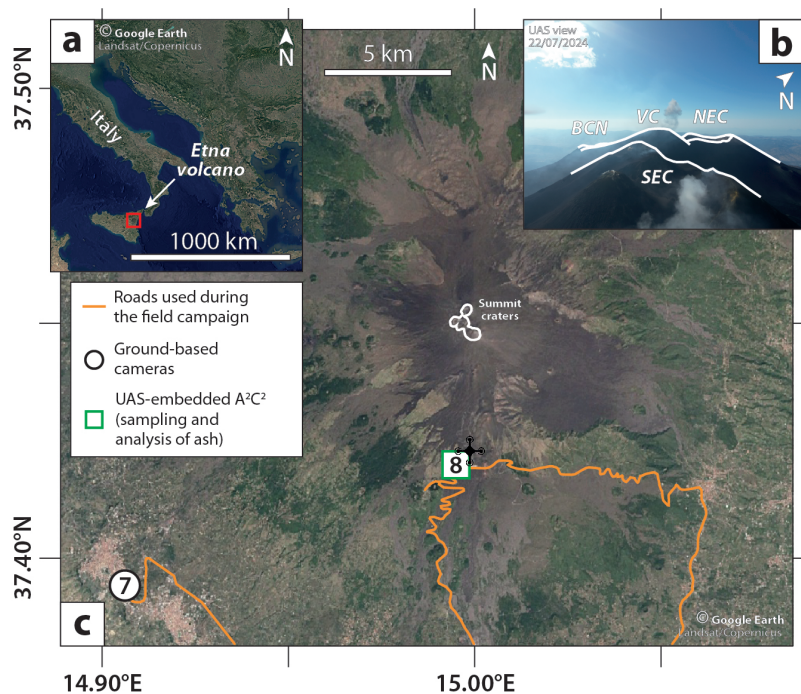 a
© Google Earth
Landsat/Copernicus
N
Italy
Etna
volcano
1000 km
5 km
N
b
UAS view
22/07/2024
N
BCN
VC
NEC
SEC
Roads used during
the field campaign
Ground-based
cameras
UAS-embedded A²C²
(sampling and
analysis of ash)
Summit
craters
8
7
c
© Google Earth
Landsat/Copernicus
37.50°N
37.40°N
14.90°E
15.00°E